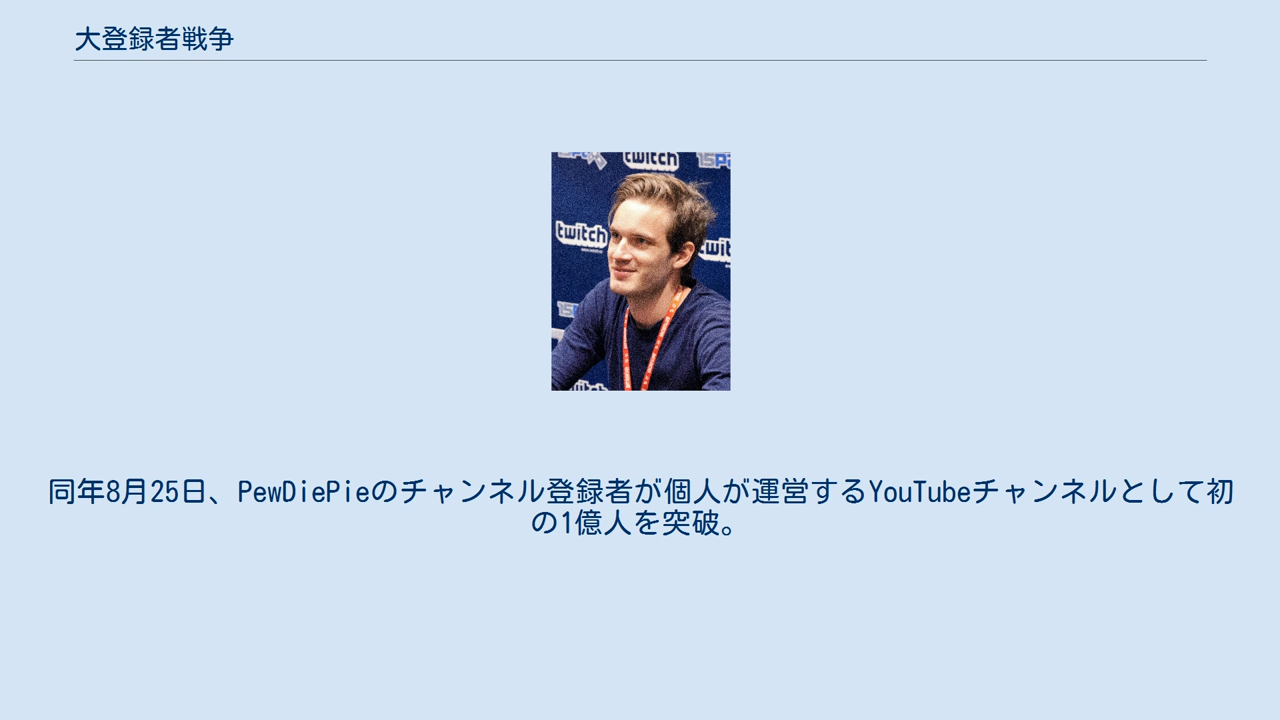 大登録者戦争
twitch
twitch
同年8月25日、PewDiePieのチャンネル登録者が個人が運営するYouTubeチャンネルとして初
の1億人を突破。